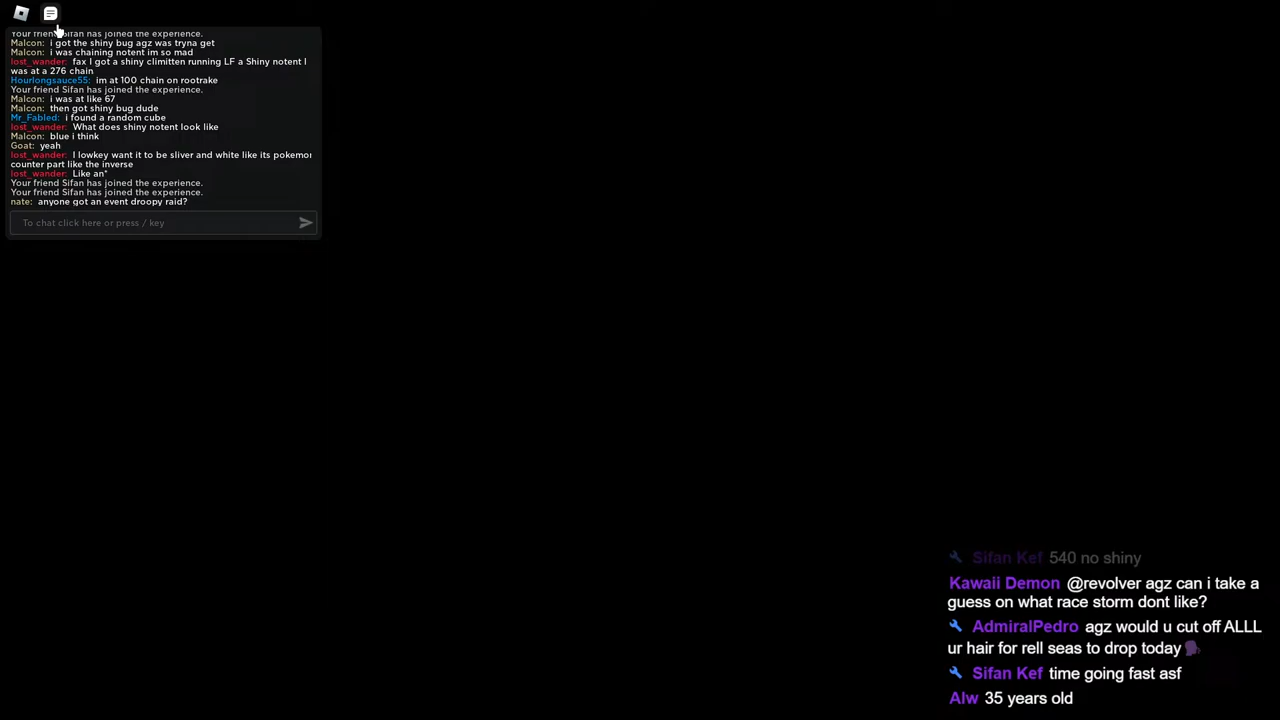 Your friend Sifan has joined the experience.
Malcon: i got the shiny bug agz was tryna get
Malcon: i was chaining notent im so mad
lost_wander: fax I got a shiny climitten running LF a Shiny notent I
was at a 276 chain
Hourlongsauce55: im at 100 chain on rootrake
Your friend Sifan has joined the experience.
Malcon: i was at like 67
Malcon: then got shiny bug dude
Mr_Fabled: i found a random cube
lost_wander: What does shiny notent look like
Malcon: blue i think
Goat: yeah
lost_wander: I lowkey want it to be sliver and white like its pokemon
counter part like the inverse
lost_wander: Like an*
Your friend Sifan has joined the experience.
Your friend Sifan has joined the experience.
nate: anyone got an event droopy raid?
To chat click here or press / key
Sifan Kef 540 no shiny
Kawaii Demon @revolver agz can i take a
guess on what race storm dont like?
AdmiralPedro agz would u cut off ALLL
ur hair for rell seas to drop today
Sifan Kef time going fast asf
Alw 35 years old